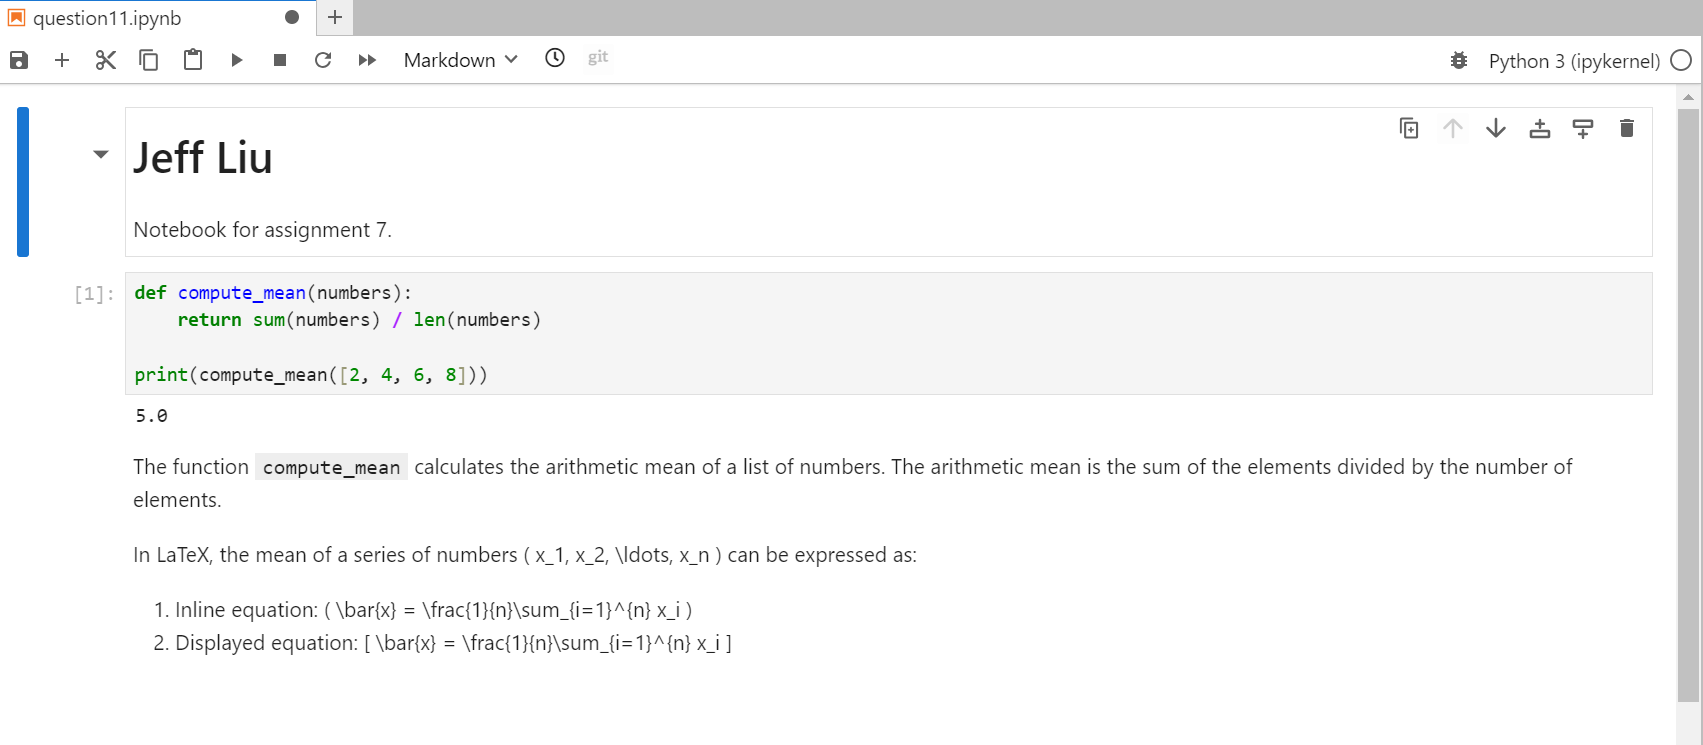 question11.ipynb
Markdown
git
Python 3 (ipykernel)
Jeff Liu
Notebook for assignment 7.
[1]:
def compute_mean(numbers):
    return sum(numbers) / len(numbers)
print(compute_mean([2, 4, 6, 8]))
5.0
The function compute_mean calculates the arithmetic mean of a list of numbers. The arithmetic mean is the sum of the elements divided by the number of
elements.
In LaTeX, the mean of a series of numbers ( x_1, x_2, \ldots, x_n ) can be expressed as:
1. Inline equation: ( \bar{x} = \frac{1}{n}\sum_{i=1}^{n} x_i )
2. Displayed equation: [ \bar{x} = \frac{1}{n}\sum_{i=1}^{n} x_i ]